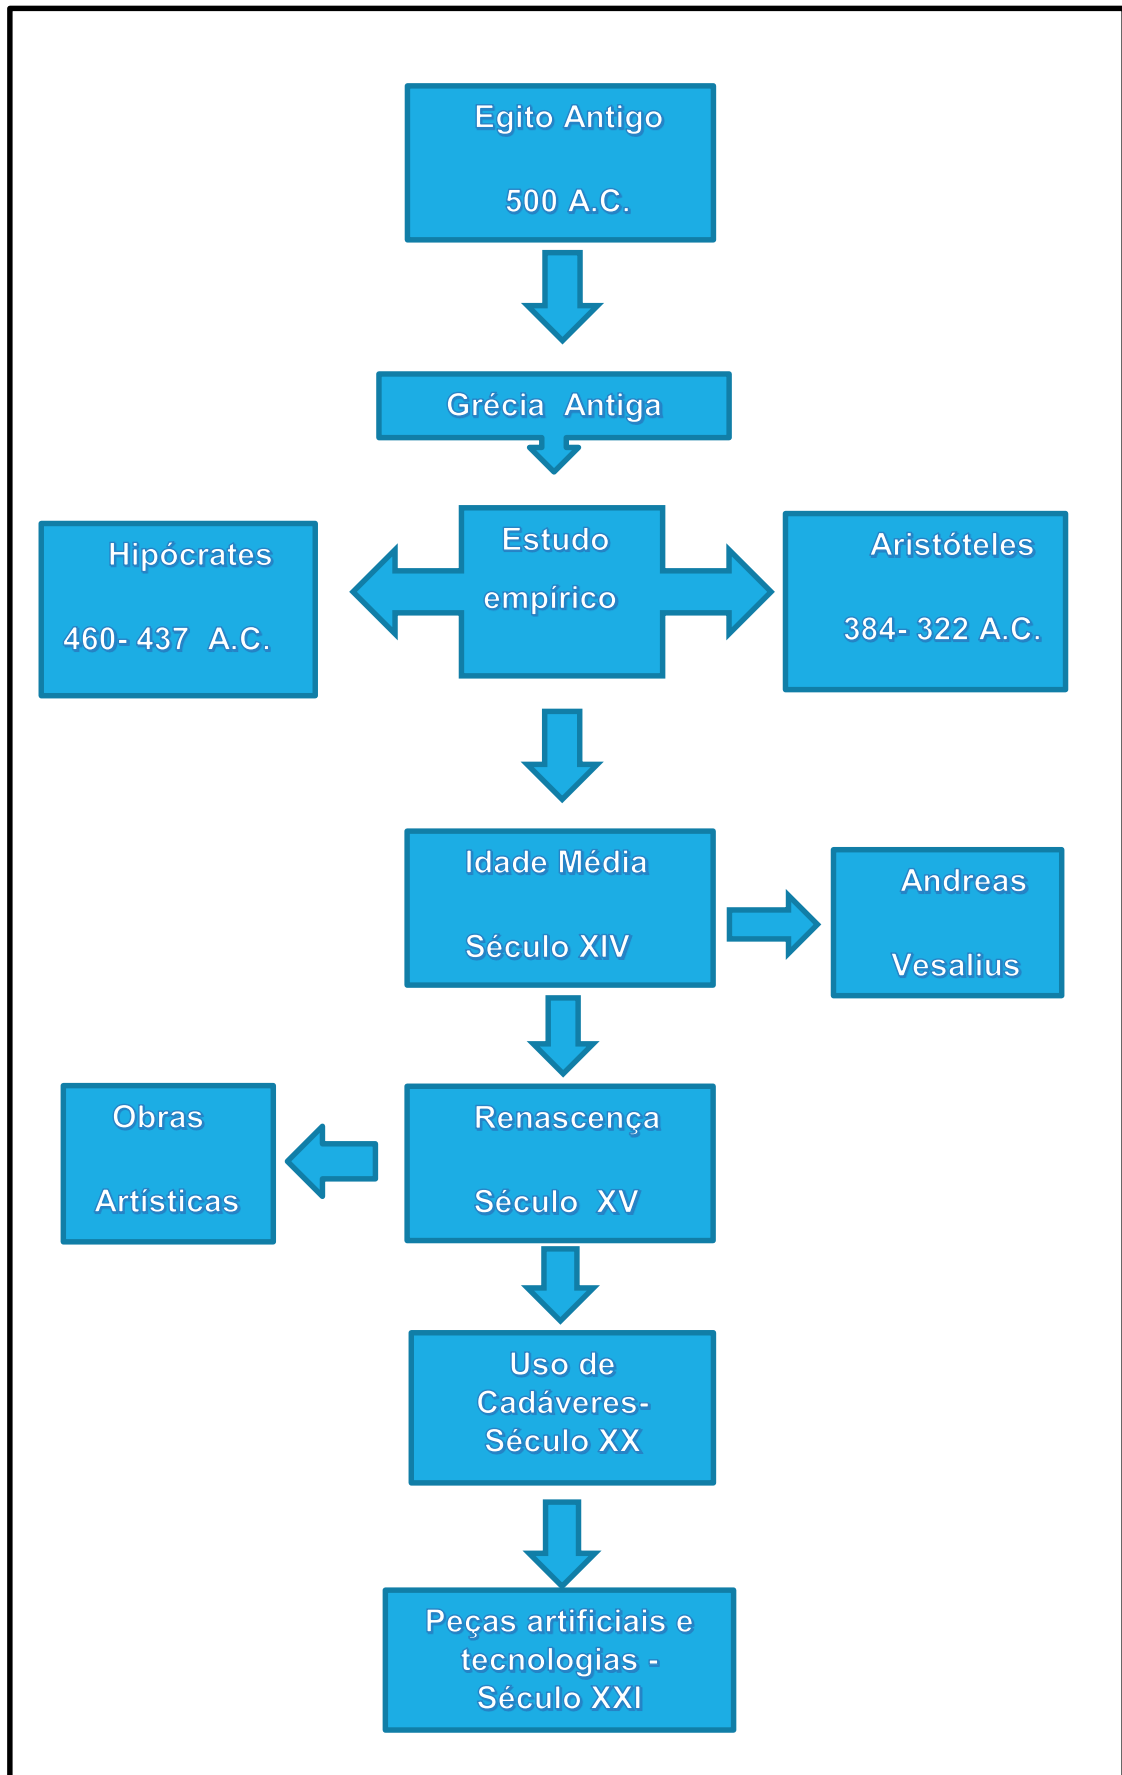 Egito Antigo
500 A.C.
Grécia Antiga
Estudo
empírico
Hipócrates
460- 437 A.C.
Aristóteles
384- 322 A.C.
Idade Média
Século XIV
Andreas
Vesalius
Renascença
Século XV
Obras
Artísticas
Uso de
Cadáveres-
Século XX
Peças artificiais e
tecnologias -
Século XXI